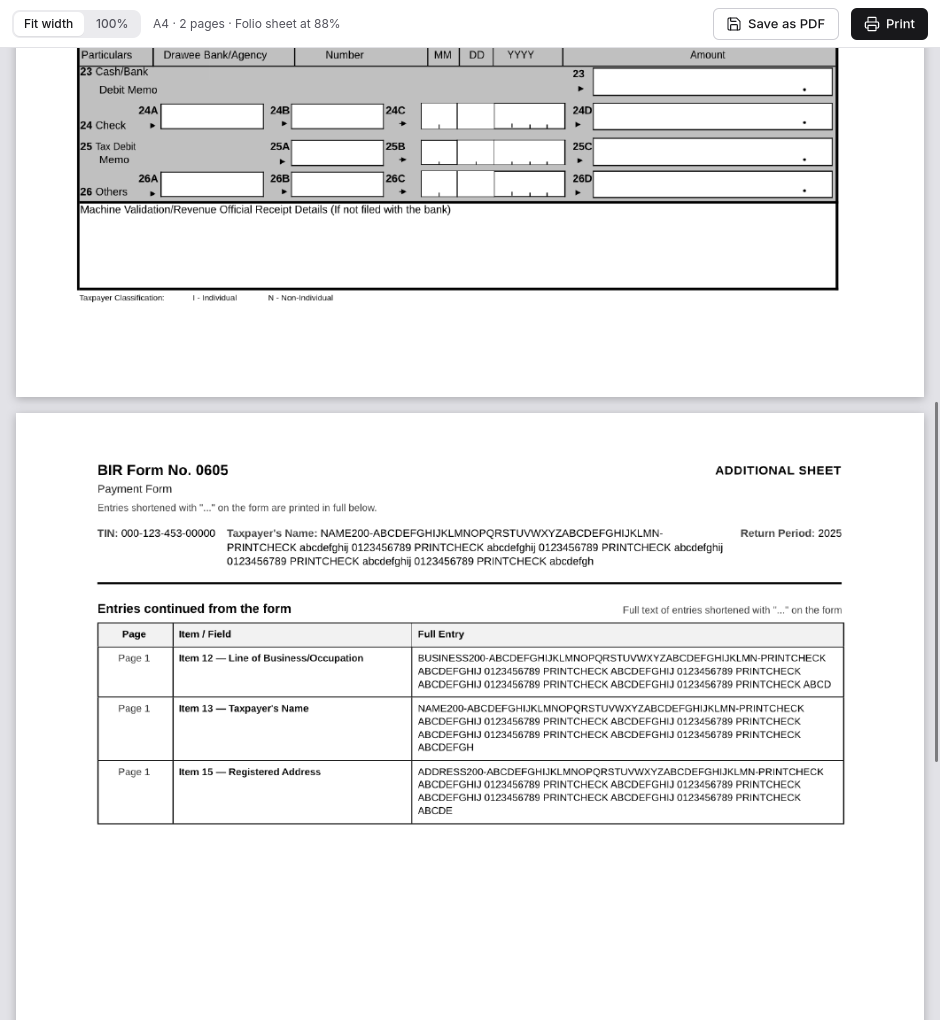 Fit width 100% A4 · 2 pages · Folio sheet at 88% Save as PDF Print
Particulars Drawee Bank/Agency Number MM DD YYYY Amount
23 Cash/Bank 23
Debit Memo
24A 24B 24C 24D
24 Check
25 Tax Debit 25A 25B 25C
Memo
26A 26B 26C 26D
26 Others
Machine Validation/Revenue Official Receipt Details (If not filed with the bank)
Taxpayer Classification: I - Individual N - Non-Individual
BIR Form No. 0605 ADDITIONAL SHEET
Payment Form
Entries shortened with "..." on the form are printed in full below.
TIN: 000-123-453-00000 Taxpayer's Name: NAME200-ABCDEFGHIJKLMNOPQRSTUVWXYZABCDEFGHIJKLMN- Return Period: 2025
PRINTCHECK abcdefghij 0123456789 PRINTCHECK abcdefghij 0123456789 PRINTCHECK abcdefghij
0123456789 PRINTCHECK abcdefghij 0123456789 PRINTCHECK abcdefgh
Entries continued from the form Full text of entries shortened with "..." on the form
Page Item / Field Full Entry
Page 1 Item 12 — Line of Business/Occupation BUSINESS200-ABCDEFGHIJKLMNOPQRSTUVWXYZABCDEFGHIJKLMN-PRINTCHECK
ABCDEFGHIJ 0123456789 PRINTCHECK ABCDEFGHIJ 0123456789 PRINTCHECK
ABCDEFGHIJ 0123456789 PRINTCHECK ABCDEFGHIJ 0123456789 PRINTCHECK ABCD
Page 1 Item 13 — Taxpayer's Name NAME200-ABCDEFGHIJKLMNOPQRSTUVWXYZABCDEFGHIJKLMN-PRINTCHECK
ABCDEFGHIJ 0123456789 PRINTCHECK ABCDEFGHIJ 0123456789 PRINTCHECK
ABCDEFGHIJ 0123456789 PRINTCHECK ABCDEFGHIJ 0123456789 PRINTCHECK
ABCDEFGH
Page 1 Item 15 — Registered Address ADDRESS200-ABCDEFGHIJKLMNOPQRSTUVWXYZABCDEFGHIJKLMN-PRINTCHECK
ABCDEFGHIJ 0123456789 PRINTCHECK ABCDEFGHIJ 0123456789 PRINTCHECK
ABCDEFGHIJ 0123456789 PRINTCHECK ABCDEFGHIJ 0123456789 PRINTCHECK
ABCDE